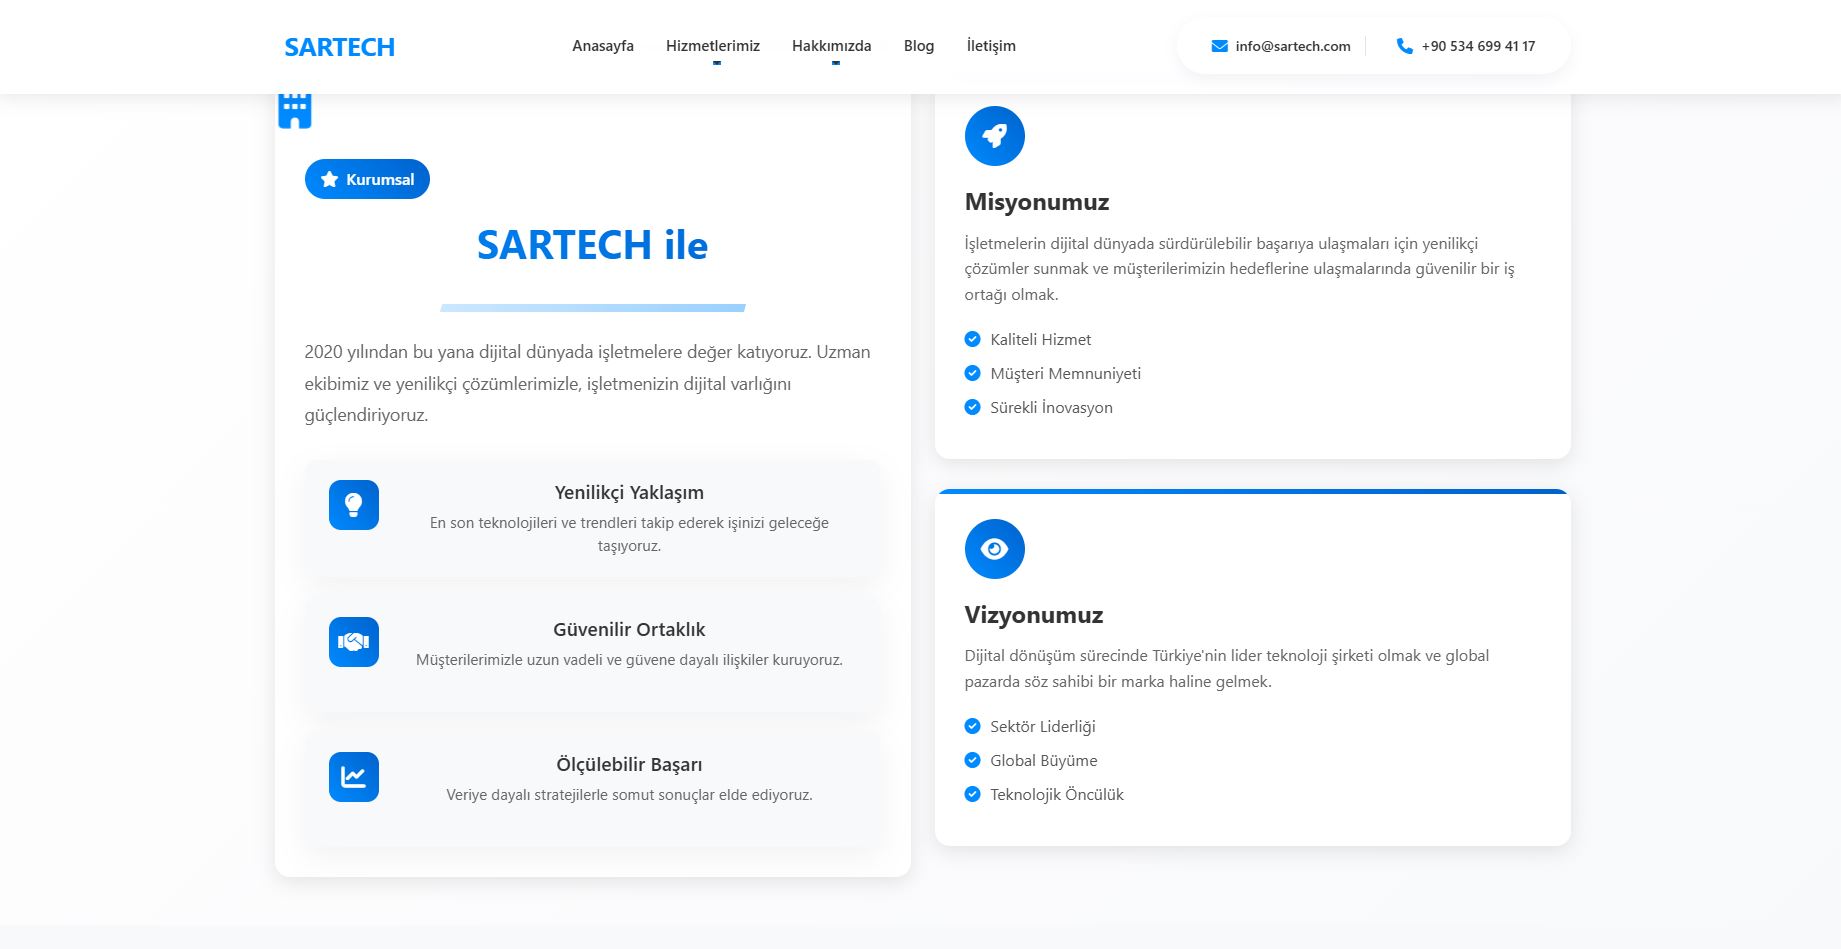 SARTECH
Anasayfa
Hizmetlerimiz
Hakkımızda
Blog
İletişim
info@sartech.com
+90 534 699 41 17
Kurumsal
SARTECH ile
2020 yılından bu yana dijital dünyada işletmelere değer katıyoruz. Uzman
ekibimiz ve yenilikçi çözümlerimizle, işletmenizin dijital varlığını
güçlendiriyoruz.
Yenilikçi Yaklaşım
En son teknolojileri ve trendleri takip ederek işinizi geleceğe
taşıyoruz.
Güvenilir Ortaklık
Müşterilerimizle uzun vadeli ve güvene dayalı ilişkiler kuruyoruz.
Ölçülebilir Başarı
Veriye dayalı stratejilerle somut sonuçlar elde ediyoruz.
Misyonumuz
İşletmelerin dijital dünyada sürdürülebilir başarıya ulaşmaları için yenilikçi
çözümler sunmak ve müşterilerimizin hedeflerine ulaşmalarında güvenilir bir iş
ortağı olmak.
Kaliteli Hizmet
Müşteri Memnuniyeti
Sürekli İnovasyon
Vizyonumuz
Dijital dönüşüm sürecinde Türkiye'nin lider teknoloji şirketi olmak ve global
pazarda söz sahibi bir marka haline gelmek.
Sektör Liderliği
Global Büyüme
Teknolojik Öncülük